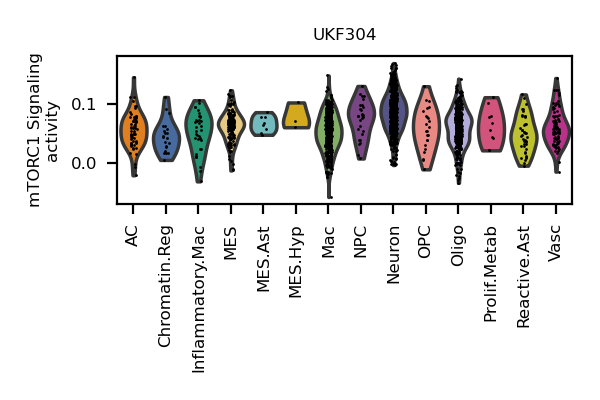 UKF304
mTORC1 Signaling
activity
0.1
0.0
AC
Chromatin.Reg
Inflammatory.Mac
MES
MES.Ast
MES.Hyp
Mac
NPC
Neuron
OPC
Oligo
Prolif.Metab
Reactive.Ast
Vasc